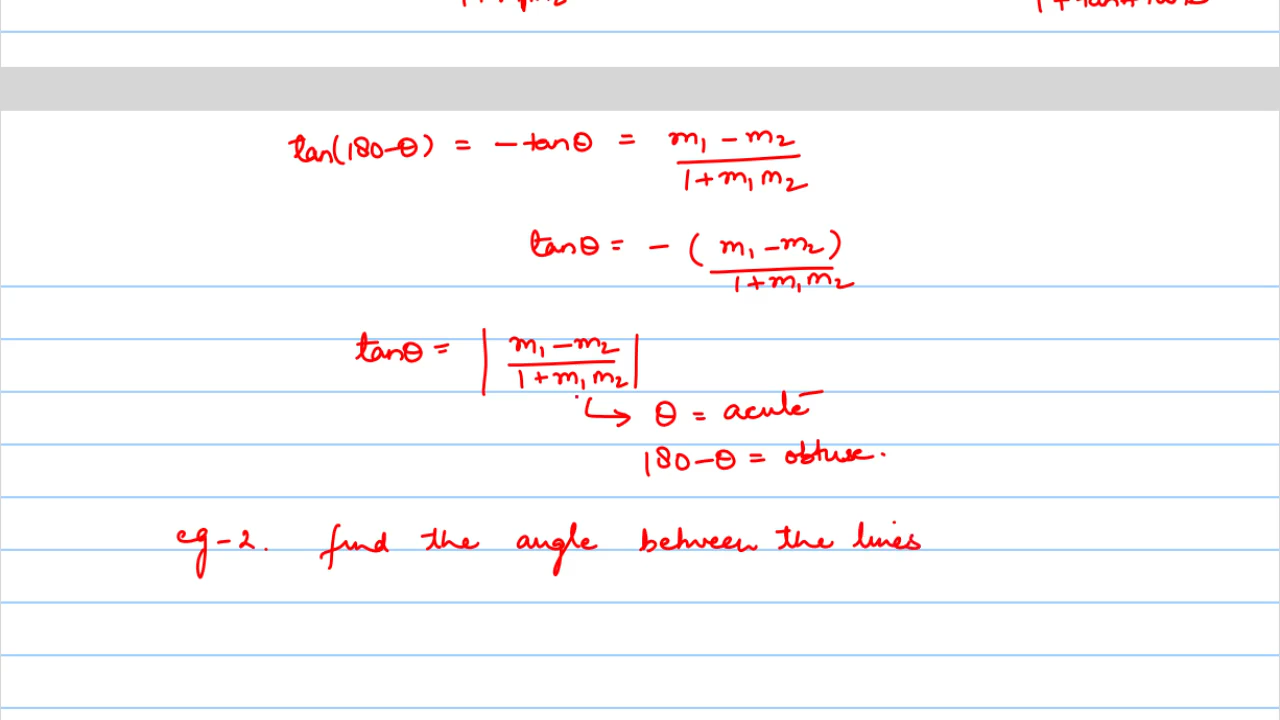 tan(180-θ) = -tanθ = m₁ - m₂ / 1+m₁m₂
tanθ = - (m₁ - m₂) / 1+m₁m₂
tanθ = | m₁ - m₂ / 1+m₁m₂ |
↳ θ = acute
180-θ = obtuse.
eg-2. find the angle between the lines